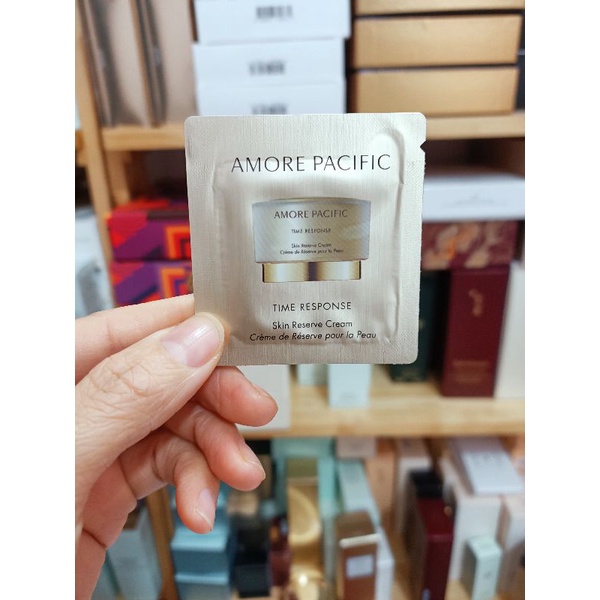 AMORE PACIFIC
AMORE PACIFIC
TIME RESPONSE
Skin Reserve Cream
Crème de Réserve pour la Peau
TIME RESPONSE
Skin Reserve Cream
Crème de Réserve pour la Peau